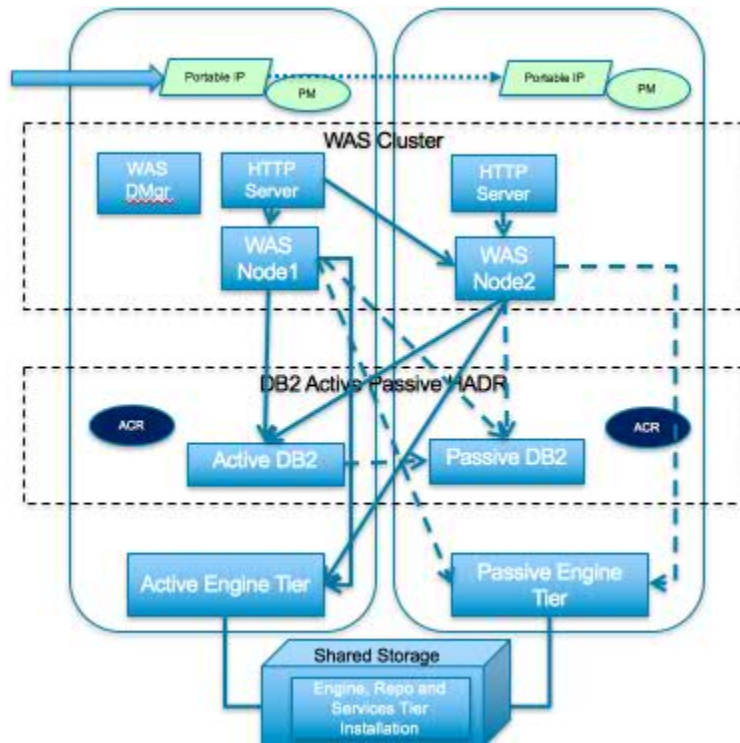 Portable IP
PM
Portable IP
PM
WAS Cluster
WAS
DMgr
HTTP
Server
HTTP
Server
WAS
Node1
WAS
Node2
DB2 Active Passive HADR
ACR
ACR
Active DB2
Passive DB2
Active Engine Tier
Passive Engine
Tier
Shared Storage
Engine, Repo and
Services Tier
Installation